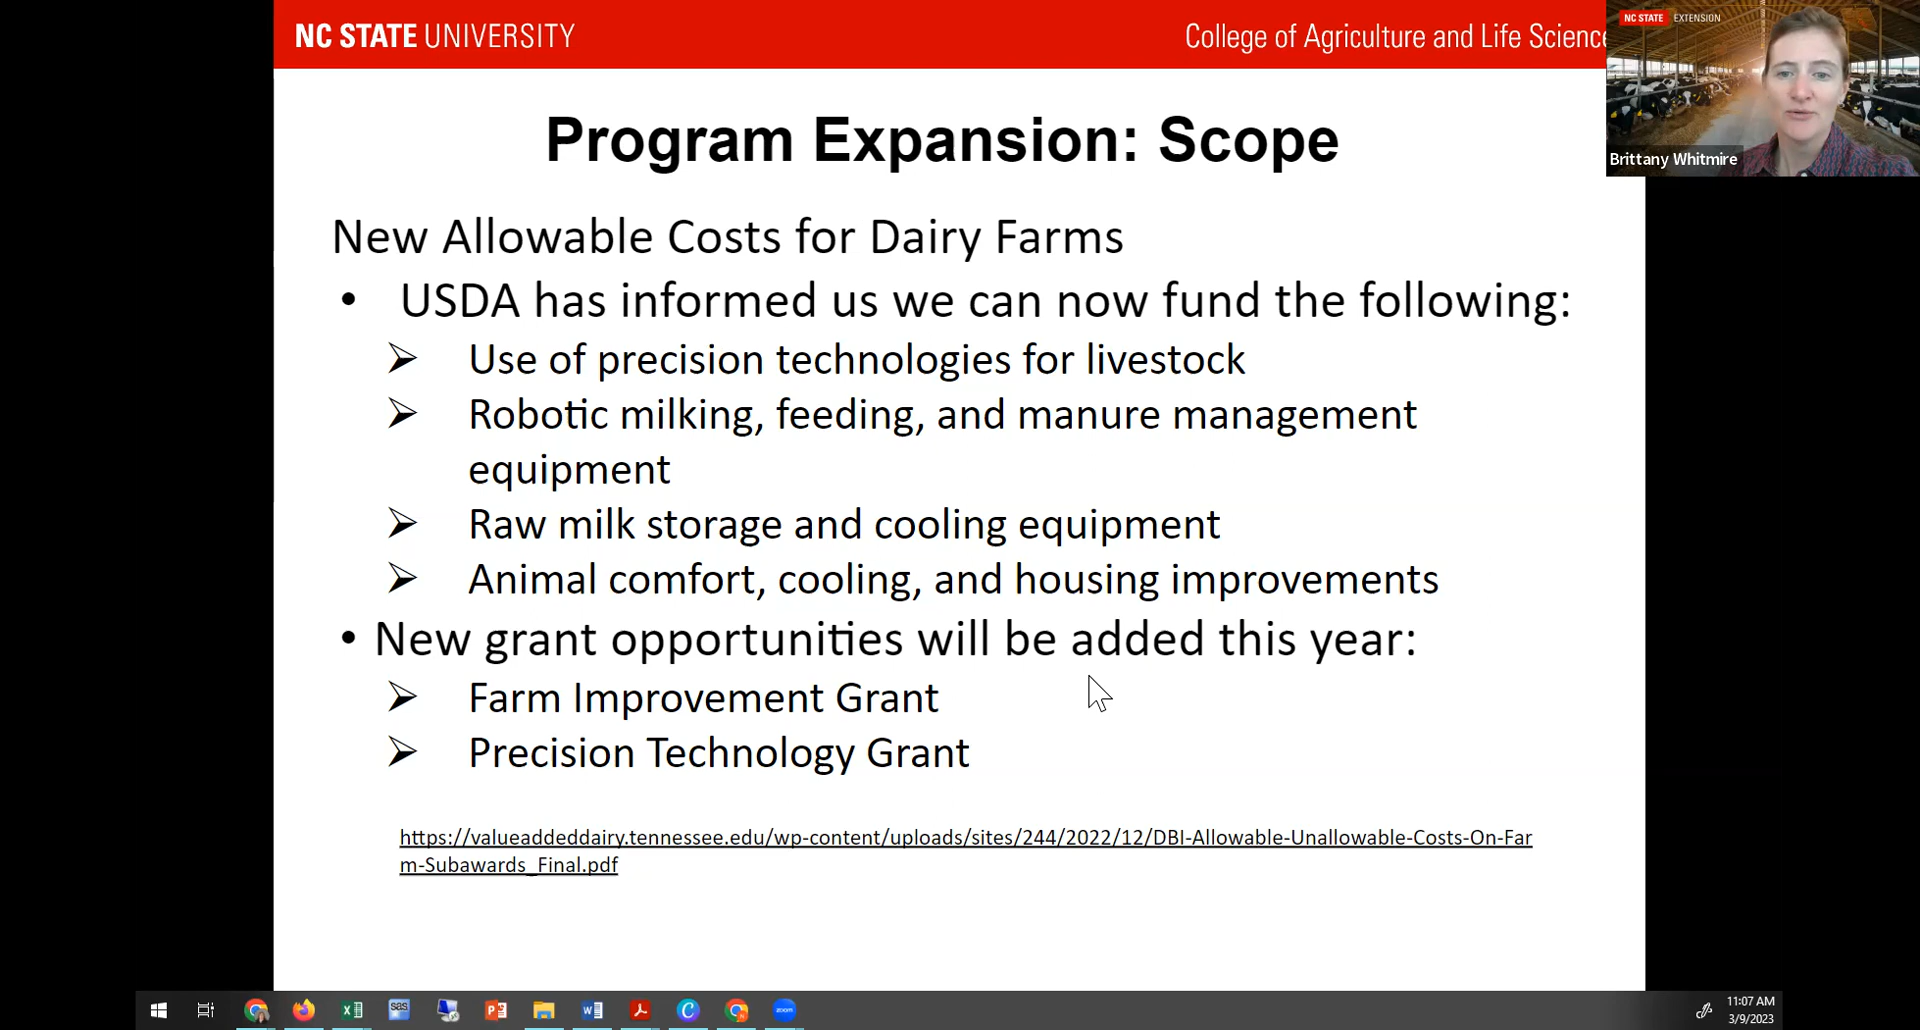 NC STATE UNIVERSITY
College of Agriculture and Life Science
NC STATE EXTENSION
Brittany Whitmire
Program Expansion: Scope
New Allowable Costs for Dairy Farms
• USDA has informed us we can now fund the following:
➢ Use of precision technologies for livestock
➢ Robotic milking, feeding, and manure management
equipment
➢ Raw milk storage and cooling equipment
➢ Animal comfort, cooling, and housing improvements
• New grant opportunities will be added this year:
➢ Farm Improvement Grant
➢ Precision Technology Grant
https://valueaddeddairy.tennessee.edu/wp-content/uploads/sites/244/2022/12/DBI-Allowable-Unallowable-Costs-On-Far
m-Subawards_Final.pdf
sas
zoom
11:07 AM
3/9/2023